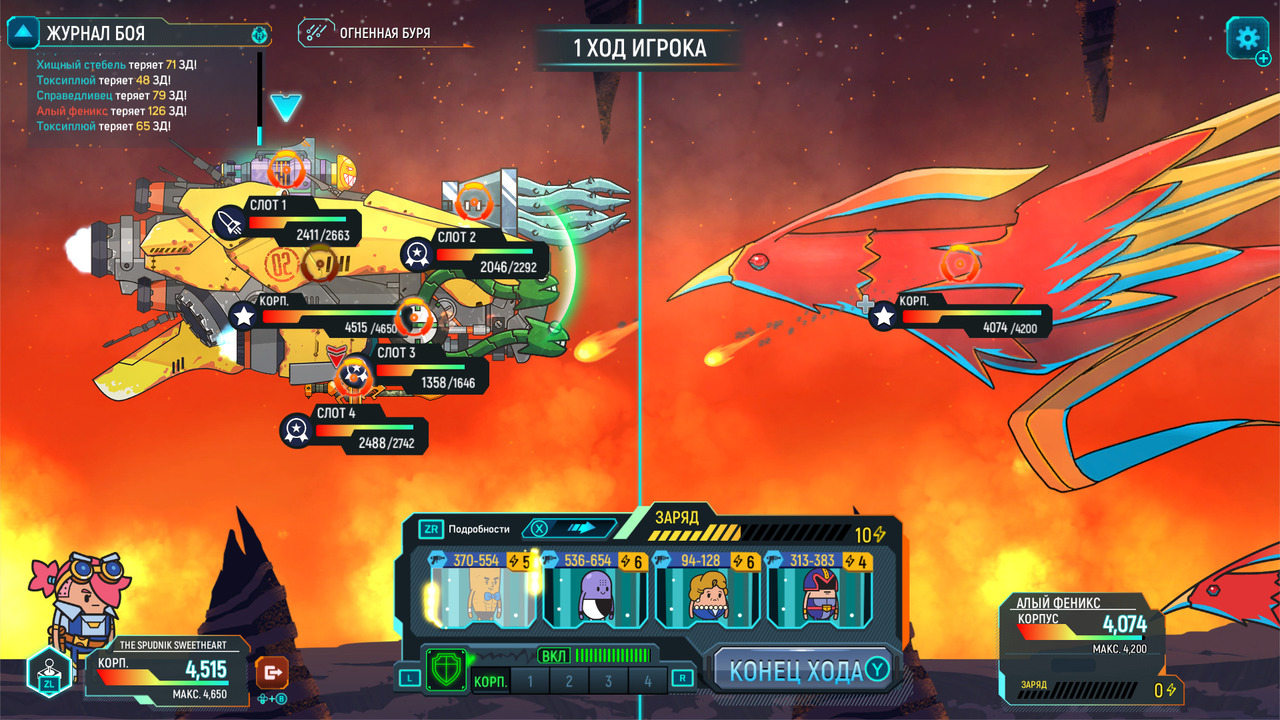 ЖУРНАЛ БОЯ
ОГНЕННАЯ БУРЯ
1 ХОД ИГРОКА
Хищный стебель теряет 71 ЗД!
Токсиплюй теряет 48 ЗД!
Справедливец теряет 79 ЗД!
Алый феникс теряет 126 ЗД!
Токсиплюй теряет 65 ЗД!
СЛОТ 1
2411/2663
СЛОТ 2
2046/2292
02
КОРП.
4515/4650
КОРП.
4074/4200
СЛОТ 3
1358/1646
СЛОТ 4
2488/2742
ZR Подробности X
ЗАРЯД
10
370-554 5
536-654 6
94-128 6
313-383 4
ВКЛ
L КОРП. 1 2 3 4 R
КОНЕЦ ХОДА Y
THE SPUDNIK SWEETHEART
КОРП.
4,515
МАКС. 4,650
ZL
+B
АЛЫЙ ФЕНИКС
КОРПУС
4,074
МАКС. 4,200
ЗАРЯД
0